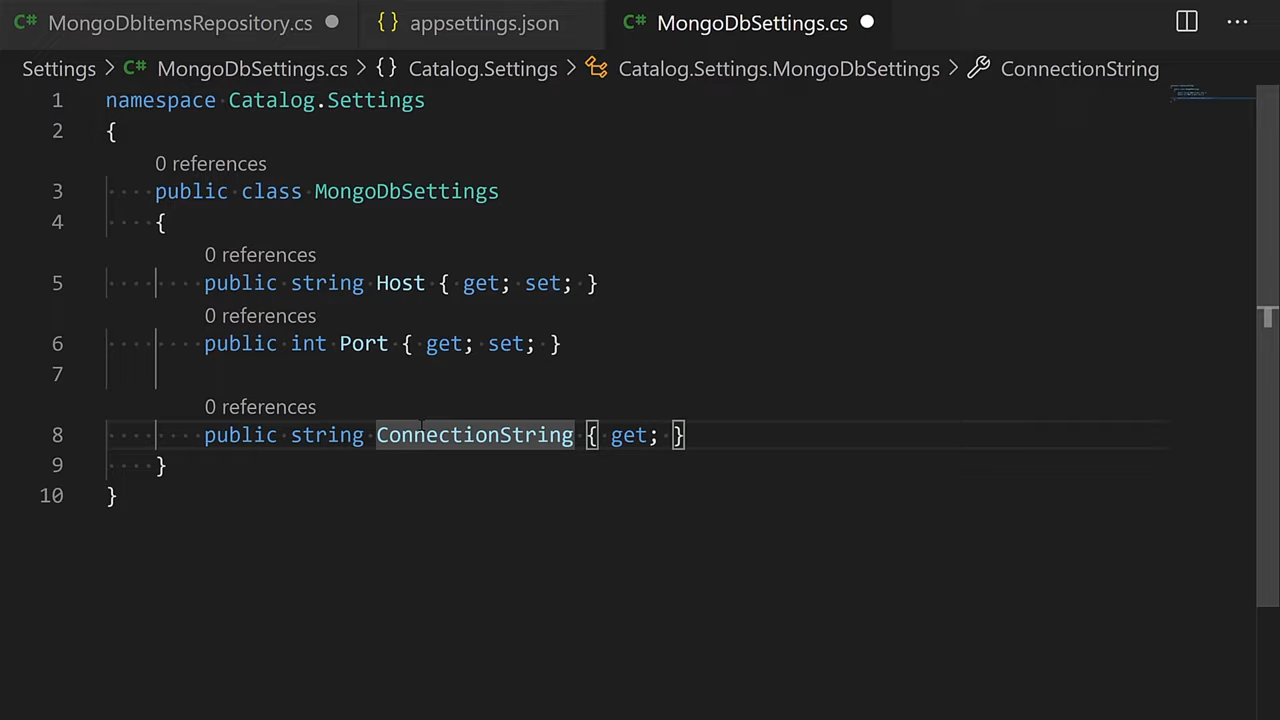 MongoDbItemsRepository.cs appsettings.json MongoDbSettings.cs
Settings > MongoDbSettings.cs > {} Catalog.Settings > Catalog.Settings.MongoDbSettings > ConnectionString
1 namespace Catalog.Settings
2 {
0 references
3 public class MongoDbSettings
4 {
0 references
5 public string Host { get; set; }
0 references
6 public int Port { get; set; }
7
0 references
8 public string ConnectionString { get; }
9 }
10 }